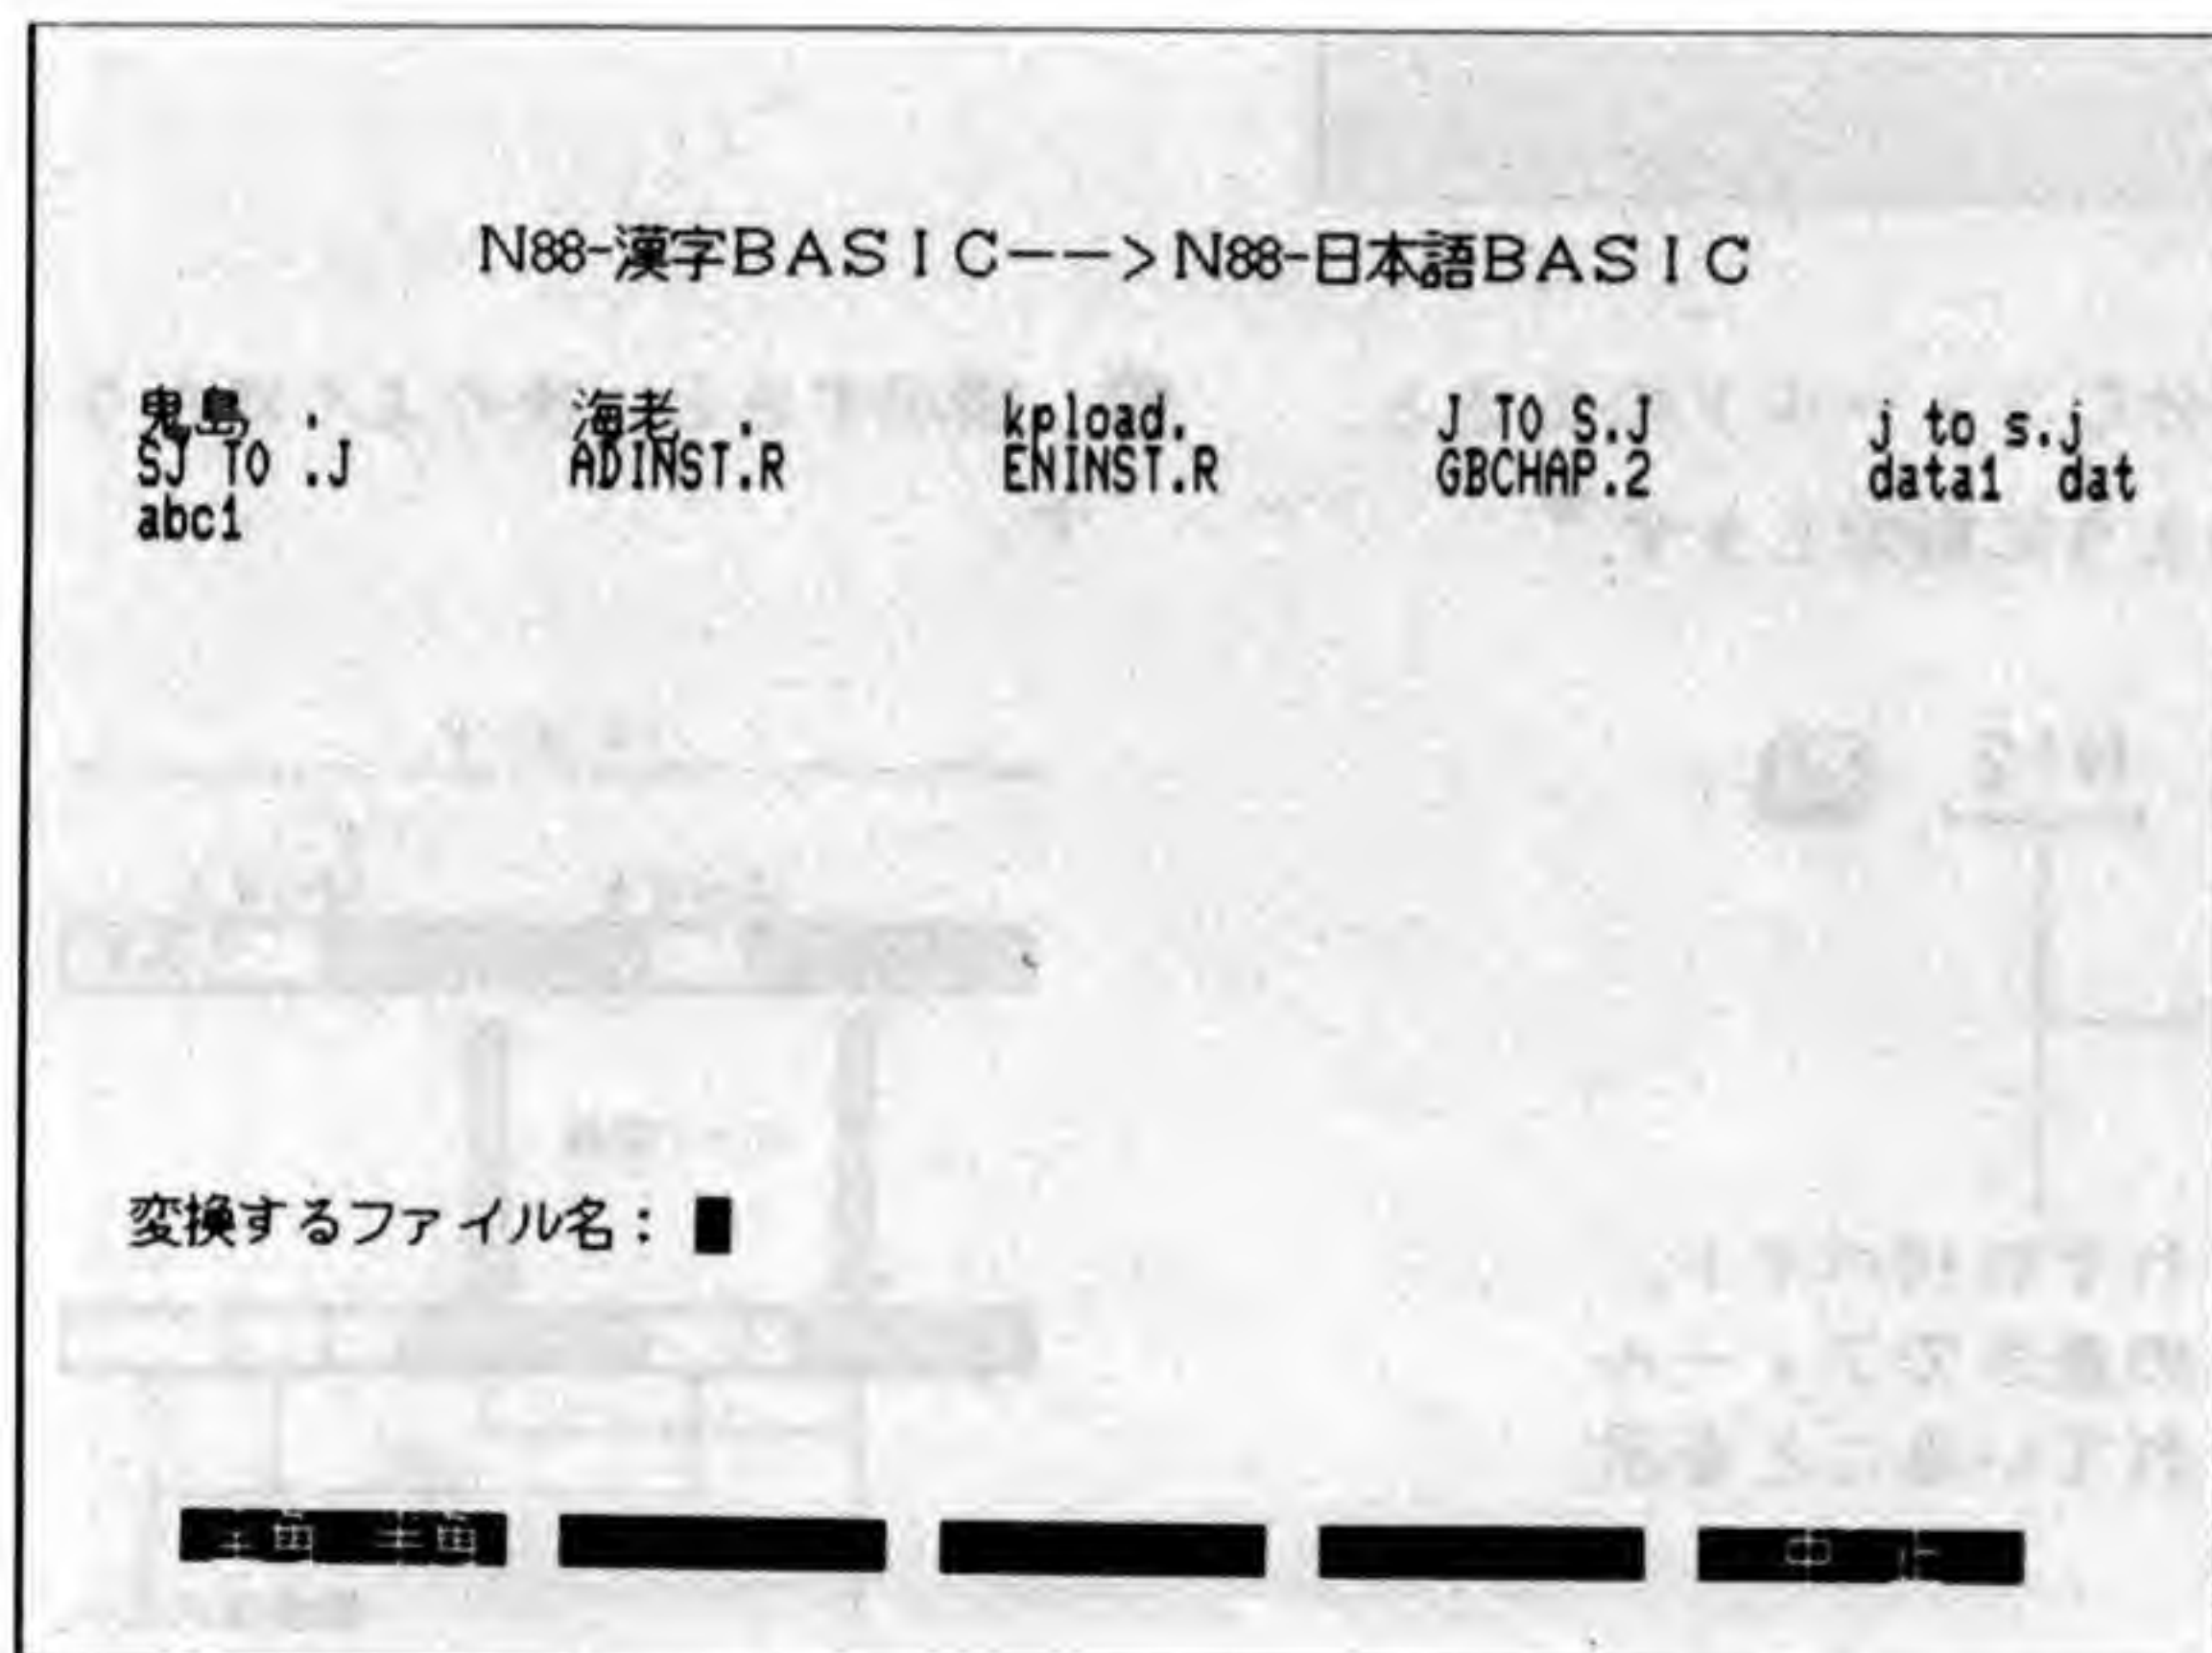 N88-漢字BASIC-->N88-日本語BASIC
鬼島 . 海老 . kpload. J TO S.J j to s.j
SJ TO .J ADINST.R ENINST.R GBCHAP.2 data1 dat
abc1
変換するファイル名：